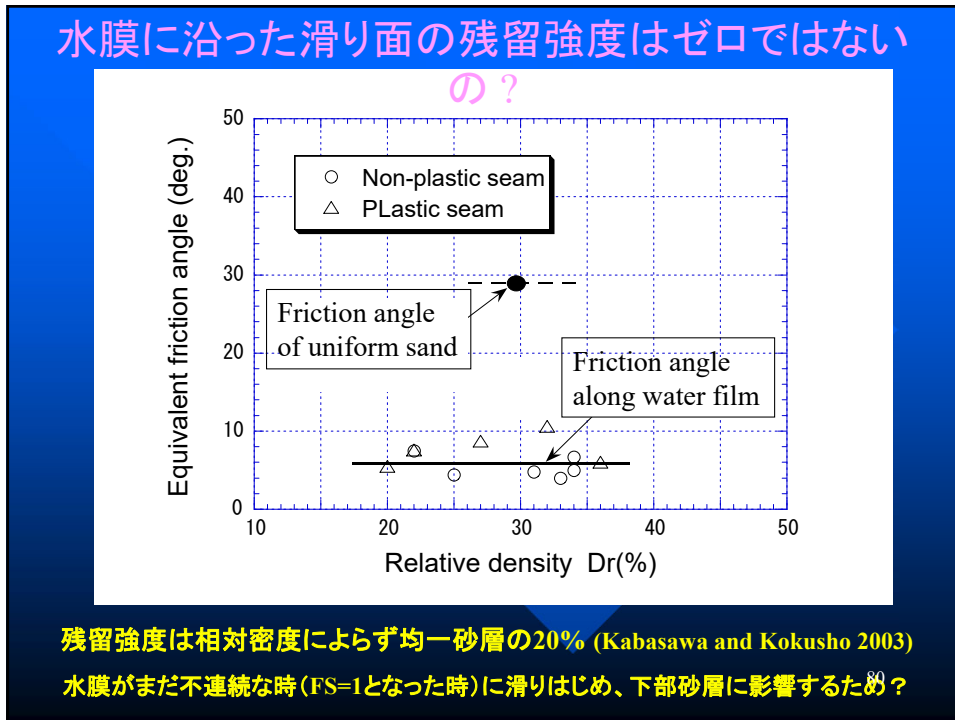 水膜に沿った滑り面の残留強度はゼロではない
の？
50
40
30
20
10
0
Equivalent friction angle (deg.)
Non-plastic seam
PLastic seam
Friction angle
of uniform sand
Friction angle
along water film
10 20 30 40 50
Relative density Dr(%)
残留強度は相対密度によらず均一砂層の20% (Kabasawa and Kokusho 2003)
水膜がまだ不連続な時（FS=1となった時）に滑りはじめ、下部砂層に影響するため？
80